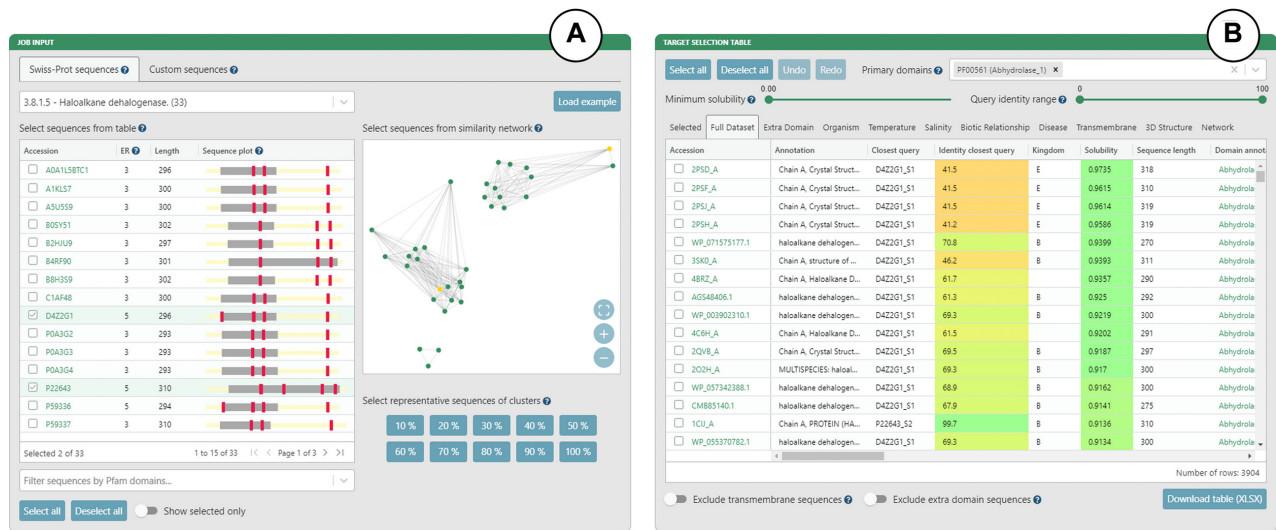 A
JOB INPUT
Swiss-Prot sequences ? Custom sequences ?
3.8.1.5 - Haloalkane dehalogenase. (33)
Load example
Select sequences from table ?
Accession ER ? Length Sequence plot ?
A0A1L5BTC1 3 296
A1KLS7 3 300
A5U5S9 3 300
B0SY51 3 302
B2HJU9 3 297
B4RF90 3 301
B8H3S9 3 302
C1AF48 3 300
D4Z2G1 5 296
P0A3G2 3 293
P0A3G3 3 293
P0A3G4 3 293
P22643 5 310
P59336 5 294
P59337 3 310
Selected 2 of 33 1 to 15 of 33 Page 1 of 3
Filter sequences by Pfam domains...
Select all Deselect all Show selected only
Select sequences from similarity network ?
+
−
Select representative sequences of clusters ?
10 % 20 % 30 % 40 % 50 %
60 % 70 % 80 % 90 % 100 %
B
TARGET SELECTION TABLE
Select all Deselect all Undo Redo Primary domains ? PF00561 (Abhydrolase_1) ×
Minimum solubility ? 0.00 Query identity range ? 0 100
Selected Full Dataset Extra Domain Organism Temperature Salinity Biotic Relationship Disease Transmembrane 3D Structure Network
Accession Annotation Closest query Identity closest query Kingdom Solubility Sequence length Domain annot
2PSD_A Chain A, Crystal Struct... D4Z2G1_S1 41.5 E 0.9735 318 Abhydrola
2PSF_A Chain A, Crystal Struct... D4Z2G1_S1 41.5 E 0.9615 310 Abhydrola
2PSJ_A Chain A, Crystal Struct... D4Z2G1_S1 41.5 E 0.9614 319 Abhydrola
2PSH_A Chain A, Crystal Struct... D4Z2G1_S1 41.2 E 0.9586 319 Abhydrola
WP_071575177.1 haloalkane dehalogen... D4Z2G1_S1 70.8 B 0.9399 270 Abhydrola
3SK0_A Chain A, structure of ... D4Z2G1_S1 46.2 B 0.9393 311 Abhydrola
4BRZ_A Chain A, Haloalkane D... D4Z2G1_S1 61.7 0.9357 290 Abhydrola
AGS48406.1 haloalkane dehalogen... D4Z2G1_S1 61.3 B 0.925 292 Abhydrola
WP_003902310.1 haloalkane dehalogen... D4Z2G1_S1 69.3 B 0.9219 300 Abhydrola
4C6H_A Chain A, Haloalkane D... D4Z2G1_S1 61.5 0.9202 291 Abhydrola
2QVB_A Chain A, Crystal Struct... D4Z2G1_S1 69.5 B 0.9187 297 Abhydrola
2O2H_A MULTISPECIES: haloal... D4Z2G1_S1 69.3 B 0.917 300 Abhydrola
WP_057342388.1 haloalkane dehalogen... D4Z2G1_S1 68.9 B 0.9162 300 Abhydrola
CMB85140.1 haloalkane dehalogen... D4Z2G1_S1 67.9 B 0.9141 275 Abhydrola
1CIJ_A Chain A, PROTEIN (HA... P22643_S2 99.7 B 0.9136 310 Abhydrola
WP_055370782.1 haloalkane dehalogen... D4Z2G1_S1 69.3 B 0.9134 300 Abhydrola
Number of rows: 3904
Exclude transmembrane sequences ? Exclude extra domain sequences ? Download table (XLSX)